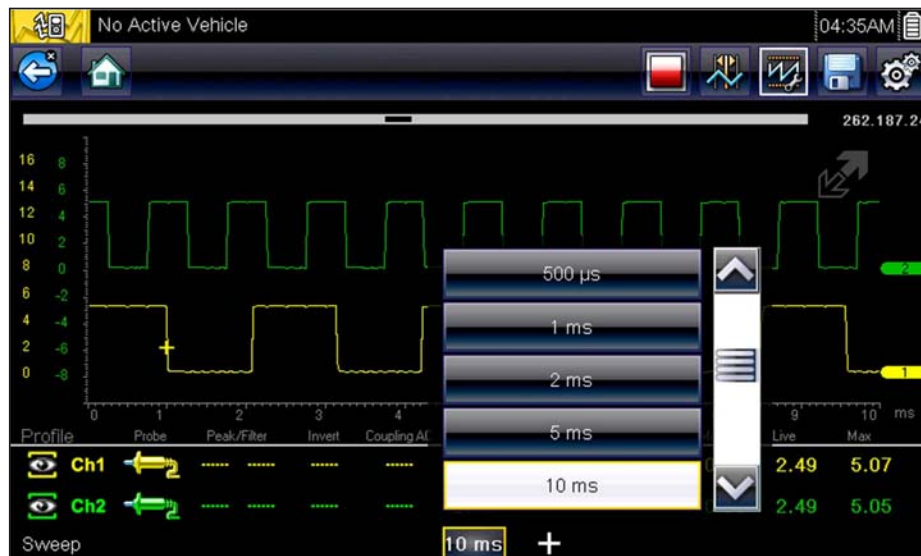 No Active Vehicle
04:35AM
262.187.24
16 8
14 6
12 4
10 2
8 0
6 -2
4 -4
2 -6
0 -8
2
1
0 1 2 3 4 9 10 ms
Profile Probe Peak/Filter Invert Coupling Live Max
500 µs
1 ms
2 ms
5 ms
10 ms
Ch1 ------ ------ ------ ------ 2.49 5.07
Ch2 ------ ------ ------ ------ 2.49 5.05
Sweep 10 ms +